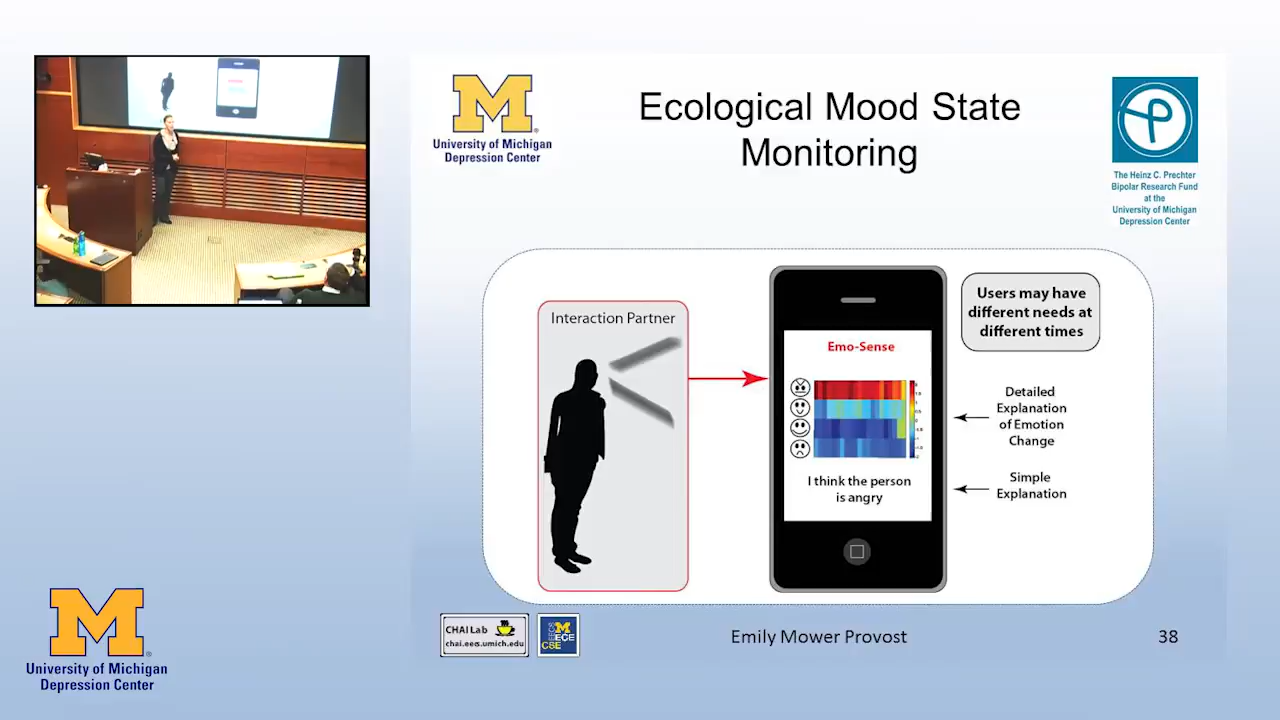 M
University of Michigan
Depression Center
Ecological Mood State
Monitoring
The Heinz C. Prechter
Bipolar Research Fund
at the
University of Michigan
Depression Center
Interaction Partner
Emo-Sense
I think the person
is angry
Users may have
different needs at
different times
Detailed
Explanation
of Emotion
Change
Simple
Explanation
CHAI Lab
chai.eecs.umich.edu
M
ECE
CSE
Emily Mower Provost
38
M
University of Michigan
Depression Center